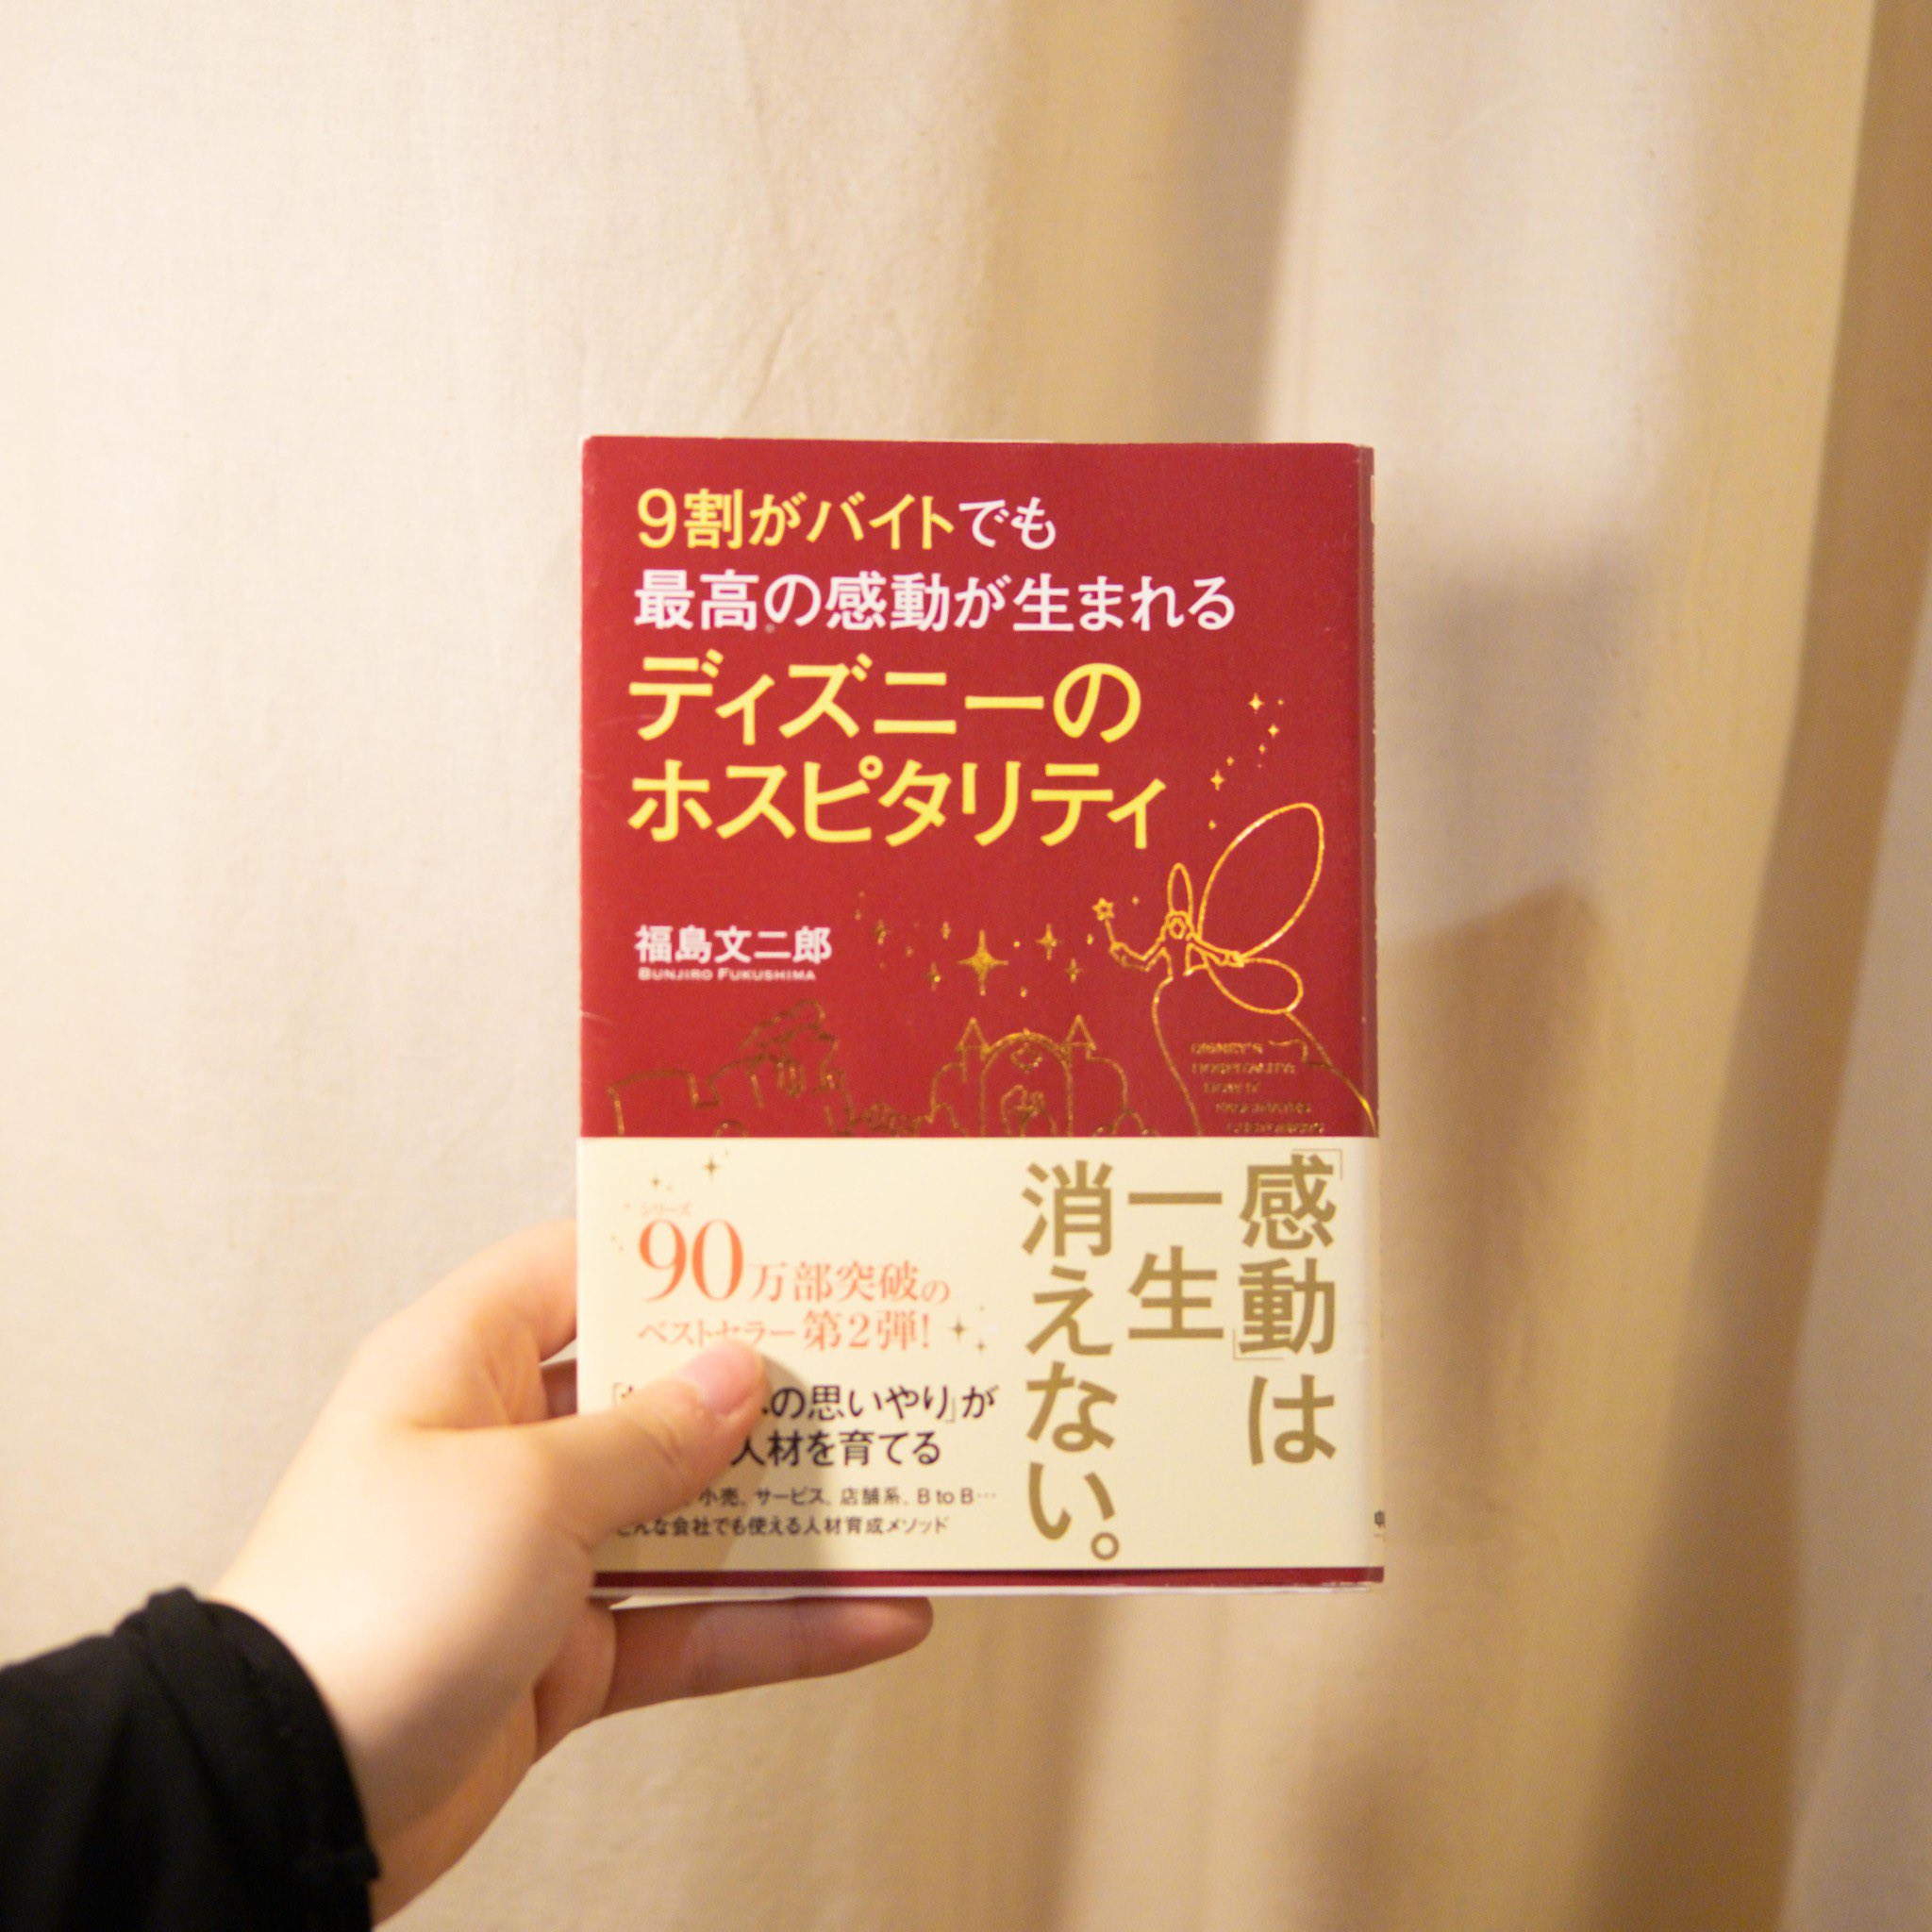 9割がバイトでも
最高の感動が生まれる
ディズニーの
ホスピタリティ
福島文二郎
BUNJIRO FUKUSHIMA
DISNEY'S
「感動」は
一生
消えない。
シリーズ
90万部突破の
ベストセラー第2弾!
の思いやり」が
人材を育てる
小売、サービス、店舗系、B to B…
どんな会社でも使える人材育成メソッド